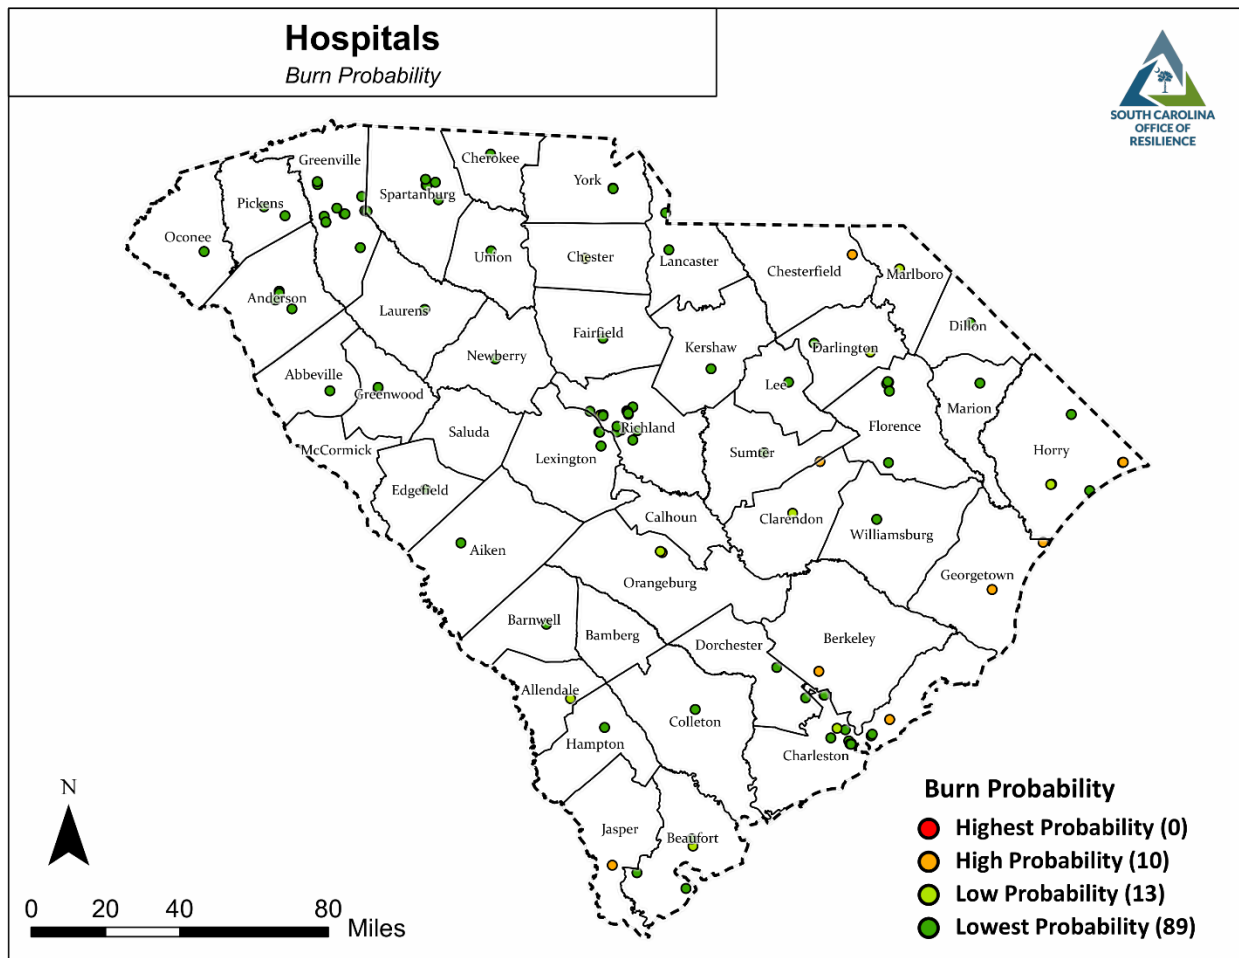 Hospitals
Burn Probability
SOUTH CAROLINA
OFFICE OF
RESILIENCE
Cherokee
Greenville
York
Spartanburg
Pickens
Oconee
Union
Chester
Lancaster
Chesterfield
Marlboro
Anderson
Laurens
Dillon
Fairfield
Kershaw
Darlington
Newberry
Abbeville
Greenwood
Lee
Marion
Saluda
Richland
Florence
McCormick
Lexington
Sumter
Horry
Edgefield
Calhoun
Clarendon
Williamsburg
Aiken
Orangeburg
Georgetown
Barnwell
Bamberg
Dorchester
Berkeley
Allendale
Colleton
Hampton
Charleston
Jasper
Beaufort
N
0 20 40 80 Miles
Burn Probability
Highest Probability (0)
High Probability (10)
Low Probability (13)
Lowest Probability (89)